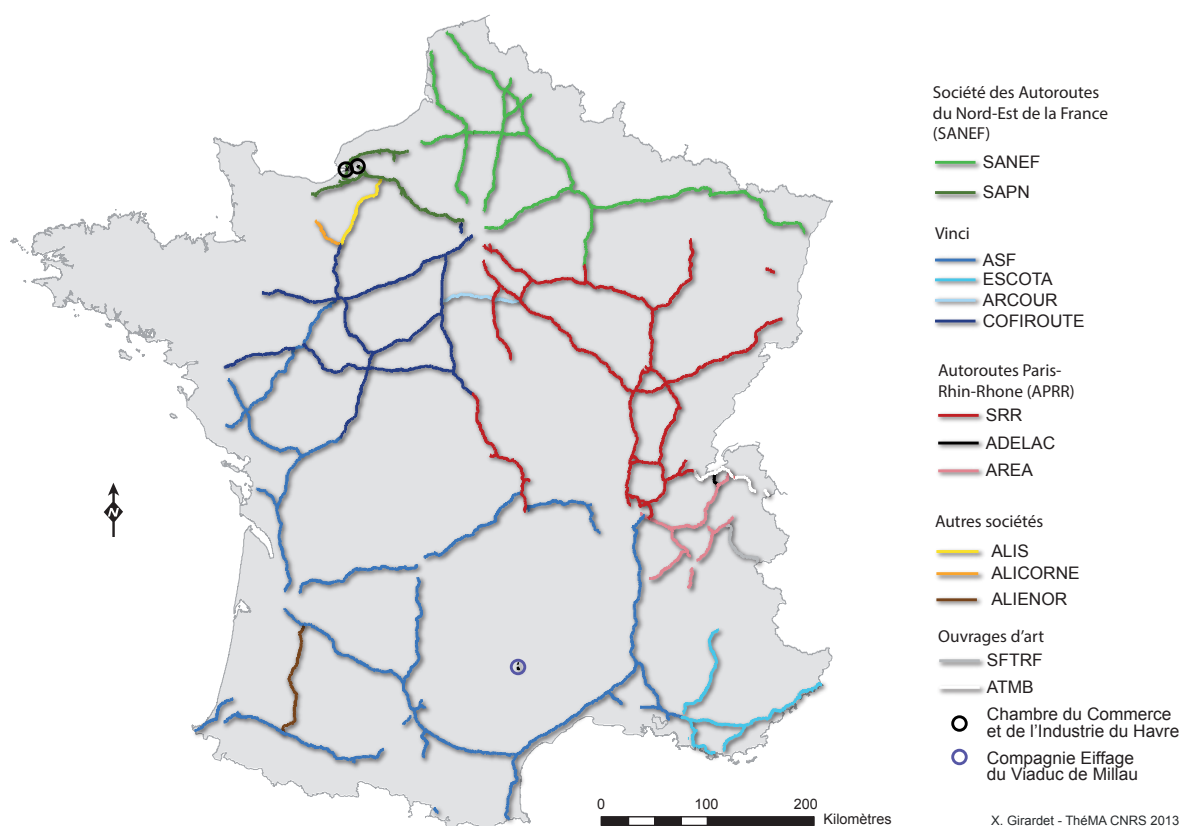 Société des Autoroutes
du Nord-Est de la France
(SANEF)
SANEF
SAPN
Vinci
ASF
ESCOTA
ARCOUR
COFIROUTE
Autoroutes Paris-
Rhin-Rhone (APRR)
SRR
ADELAC
AREA
Autres sociétés
ALIS
ALICORNE
ALIENOR
Ouvrages d’art
SFTRF
ATMB
Chambre du Commerce
et de l’Industrie du Havre
Compagnie Eiffage
du Viaduc de Millau
N
0 100 200
Kilomètres
X. Girardet - ThéMA CNRS 2013